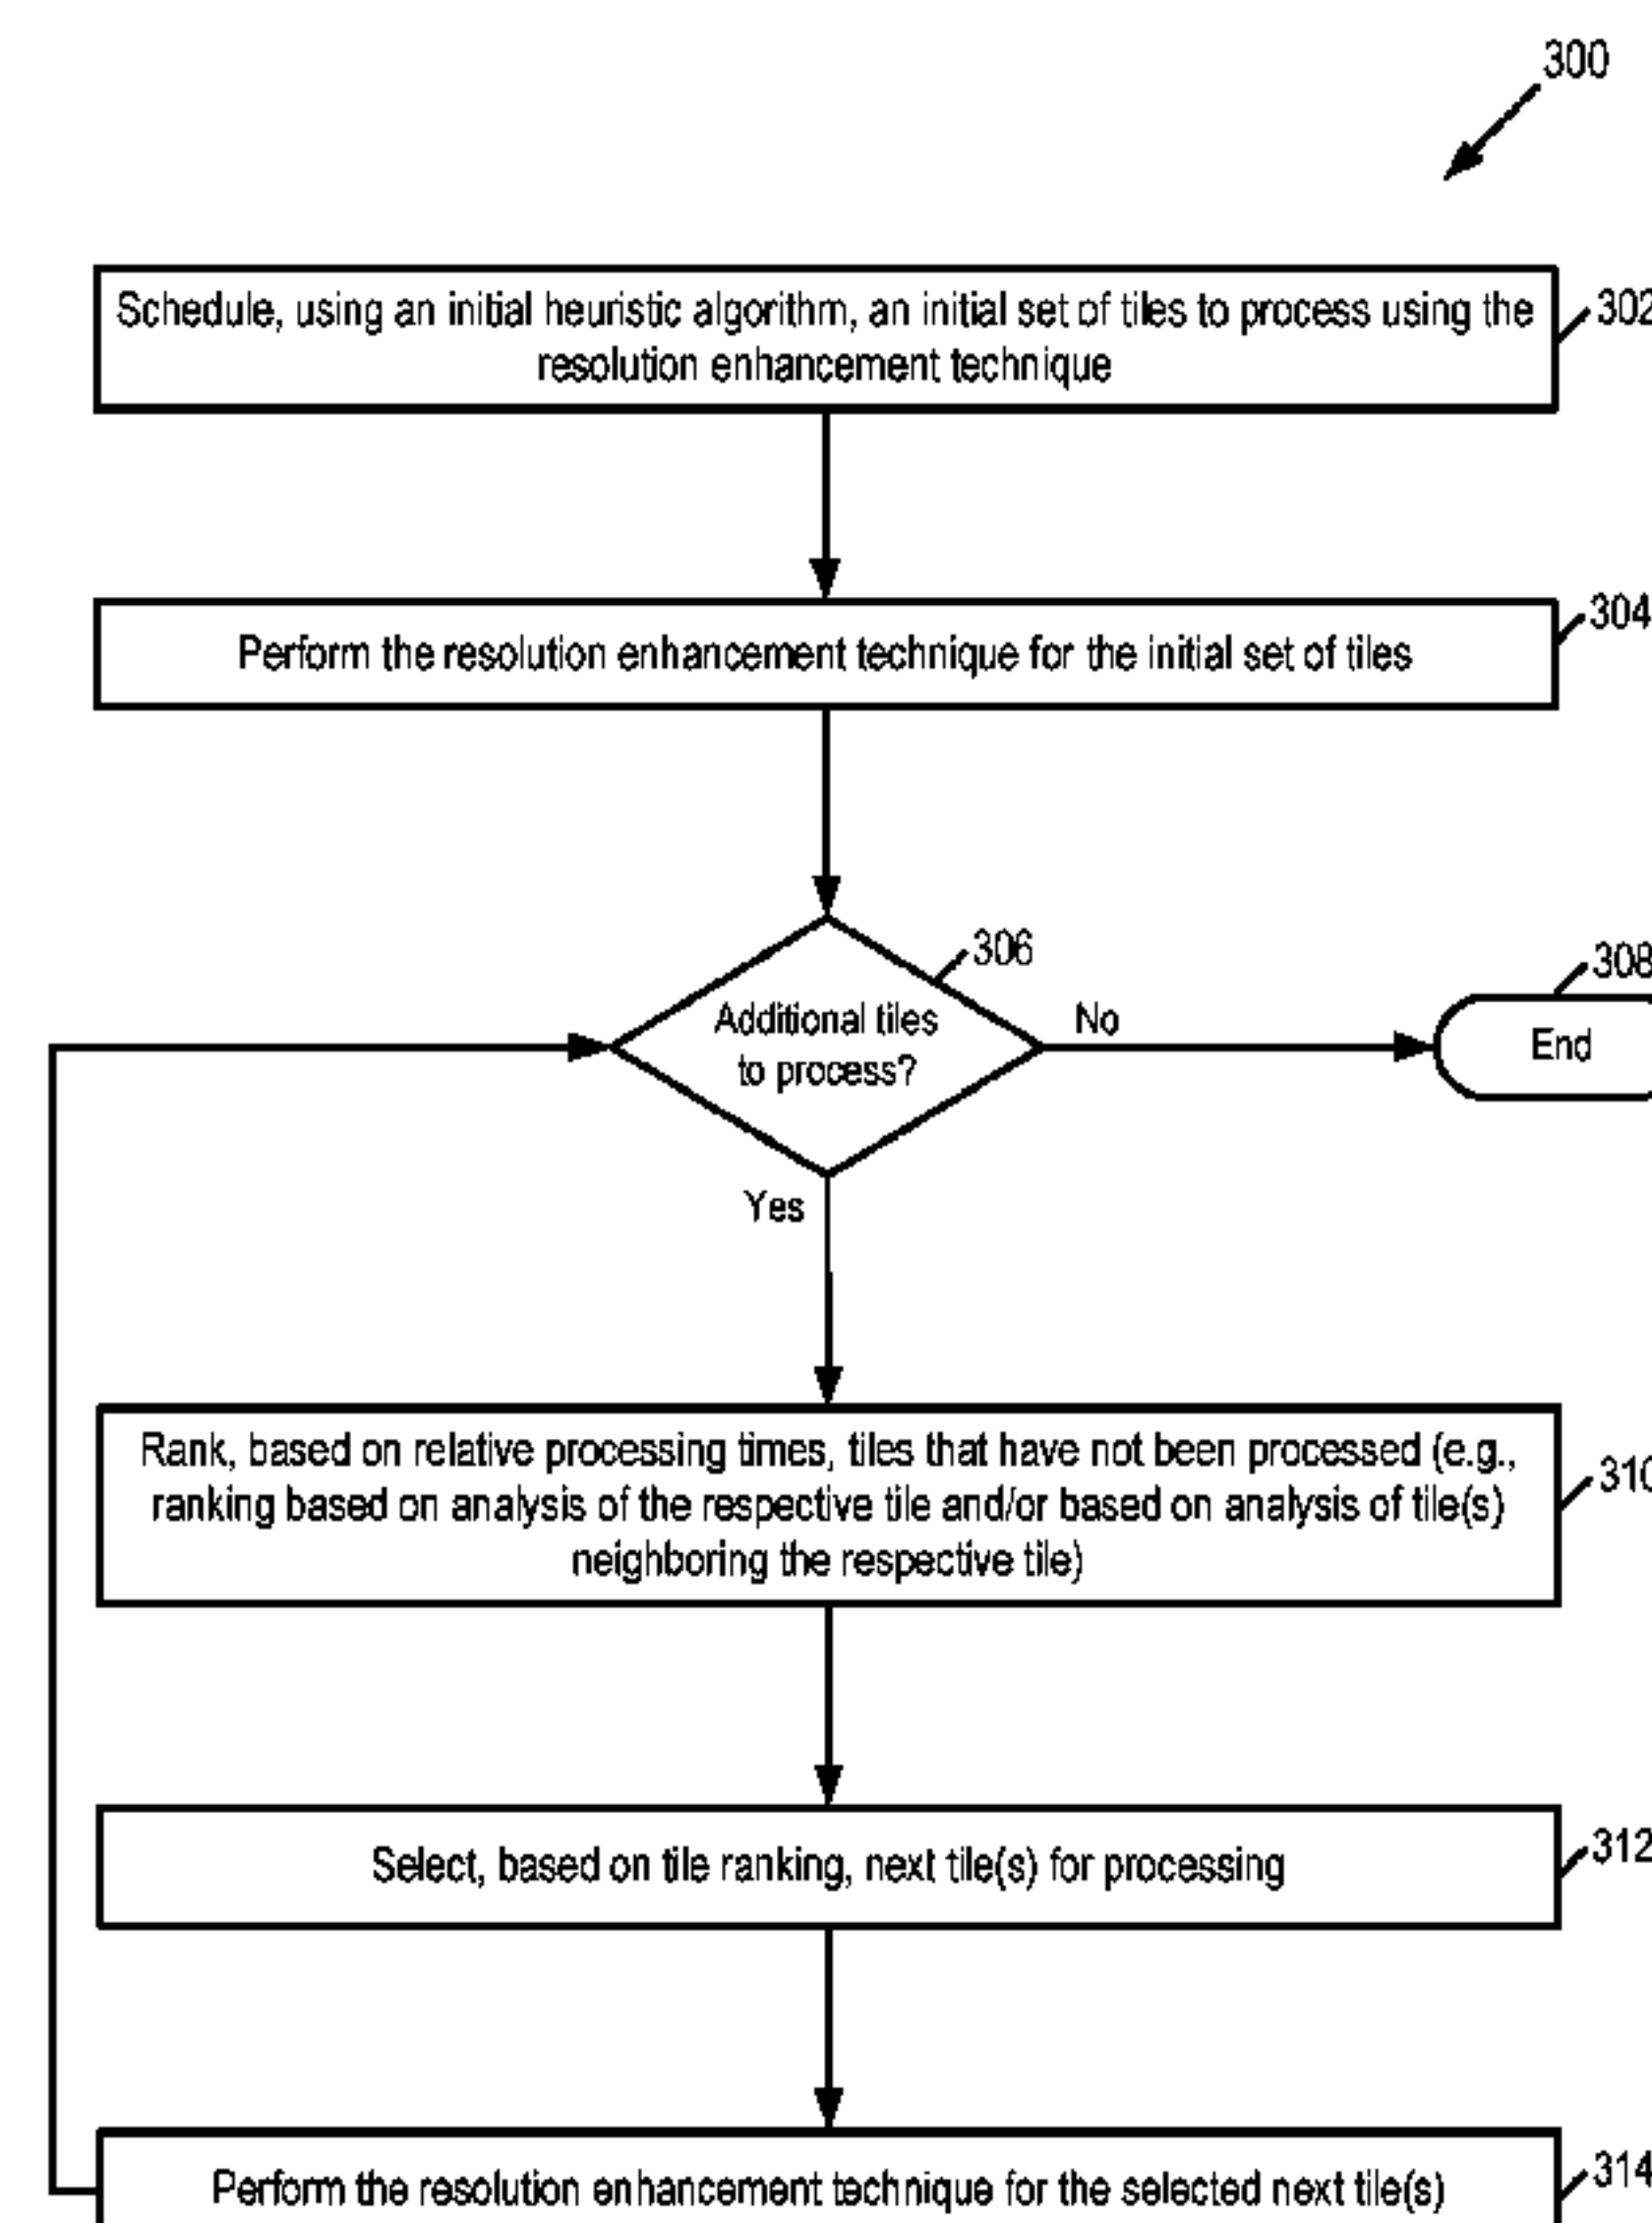 300
Schedule, using an initial heuristic algorithm, an initial set of tiles to process using the
resolution enhancement technique
302
Perform the resolution enhancement technique for the initial set of tiles
304
306
Additional tiles
to process?
No
308
End
Yes
Rank, based on relative processing times, tiles that have not been processed (e.g.,
ranking based on analysis of the respective tile and/or based on analysis of tile(s)
neighboring the respective tile)
310
Select, based on tile ranking, next tile(s) for processing
312
Perform the resolution enhancement technique for the selected next tile(s)
314